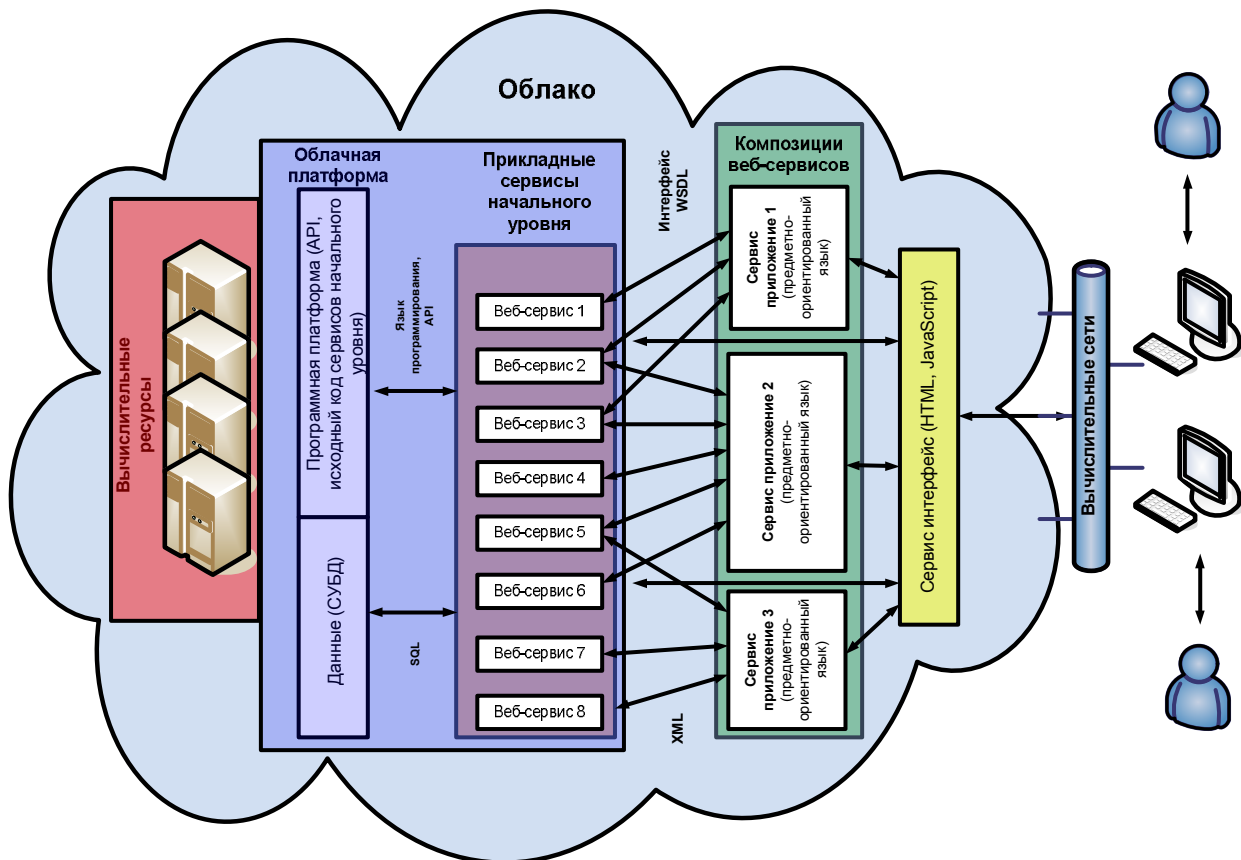 Облако
Вычислительные
ресурсы
Облачная
платформа
Программная платформа (API,
исходный код сервисов начального
уровня)
Данные (СУБД)
Язык
программирования,
API
SQL
Прикладные
сервисы
начального
уровня
Веб-сервис 1
Веб-сервис 2
Веб-сервис 3
Веб-сервис 4
Веб-сервис 5
Веб-сервис 6
Веб-сервис 7
Веб-сервис 8
Интерфейс
WSDL
XML
Композиции
веб-сервисов
Сервис
приложение 1
(предметно-
ориентированный
язык)
Сервис приложение 2
(предметно-
ориентированный язык)
Сервис
приложение 3
(предметно-
ориентированный
язык)
Сервис интерфейс (HTML, JavaScript)
Вычислительные сети